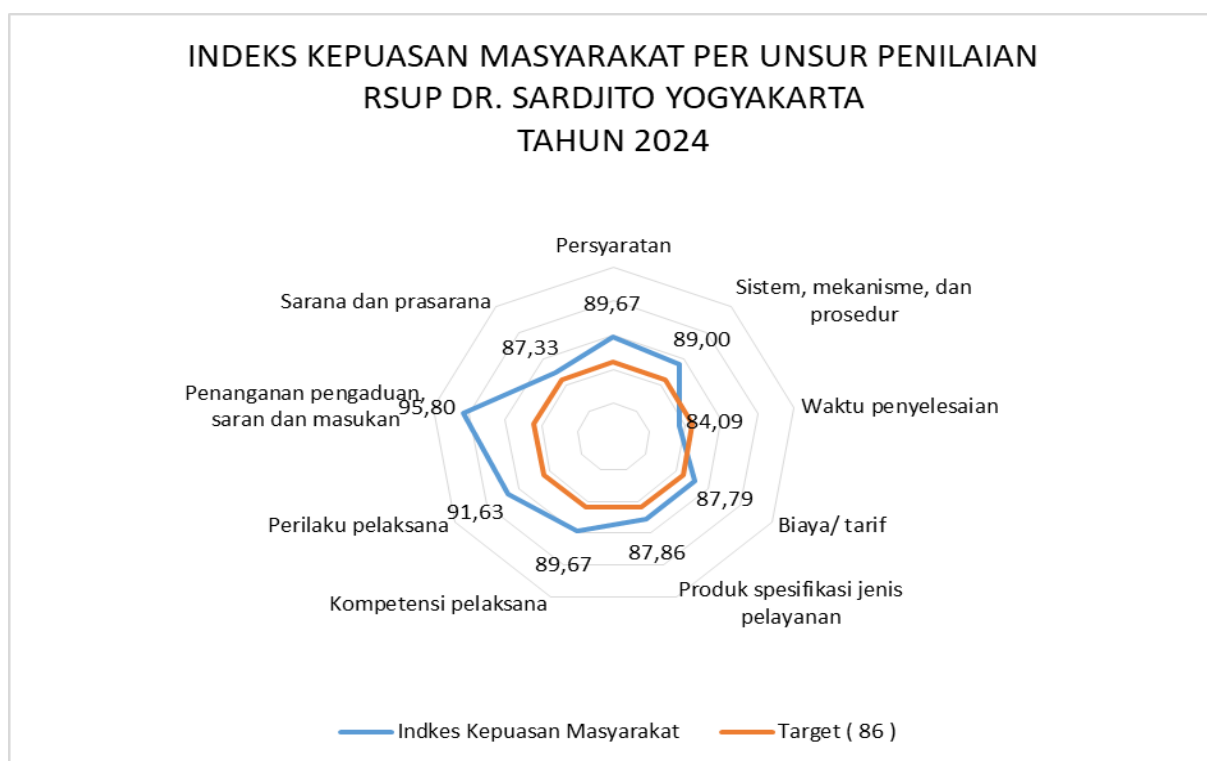 INDEKS KEPUASAN MASYARAKAT PER UNSUR PENILAIAN
RSUP DR. SARDJITO YOGYAKARTA
TAHUN 2024
Persyaratan
89,67
Sistem, mekanisme, dan
prosedur
89,00
Waktu penyelesaian
84,09
Biaya/ tarif
87,79
Produk spesifikasi jenis
pelayanan
87,86
Kompetensi pelaksana
89,67
Perilaku pelaksana
91,63
Penanganan pengaduan,
saran dan masukan
95,80
Sarana dan prasarana
87,33
Indkes Kepuasan Masyarakat
Target ( 86 )